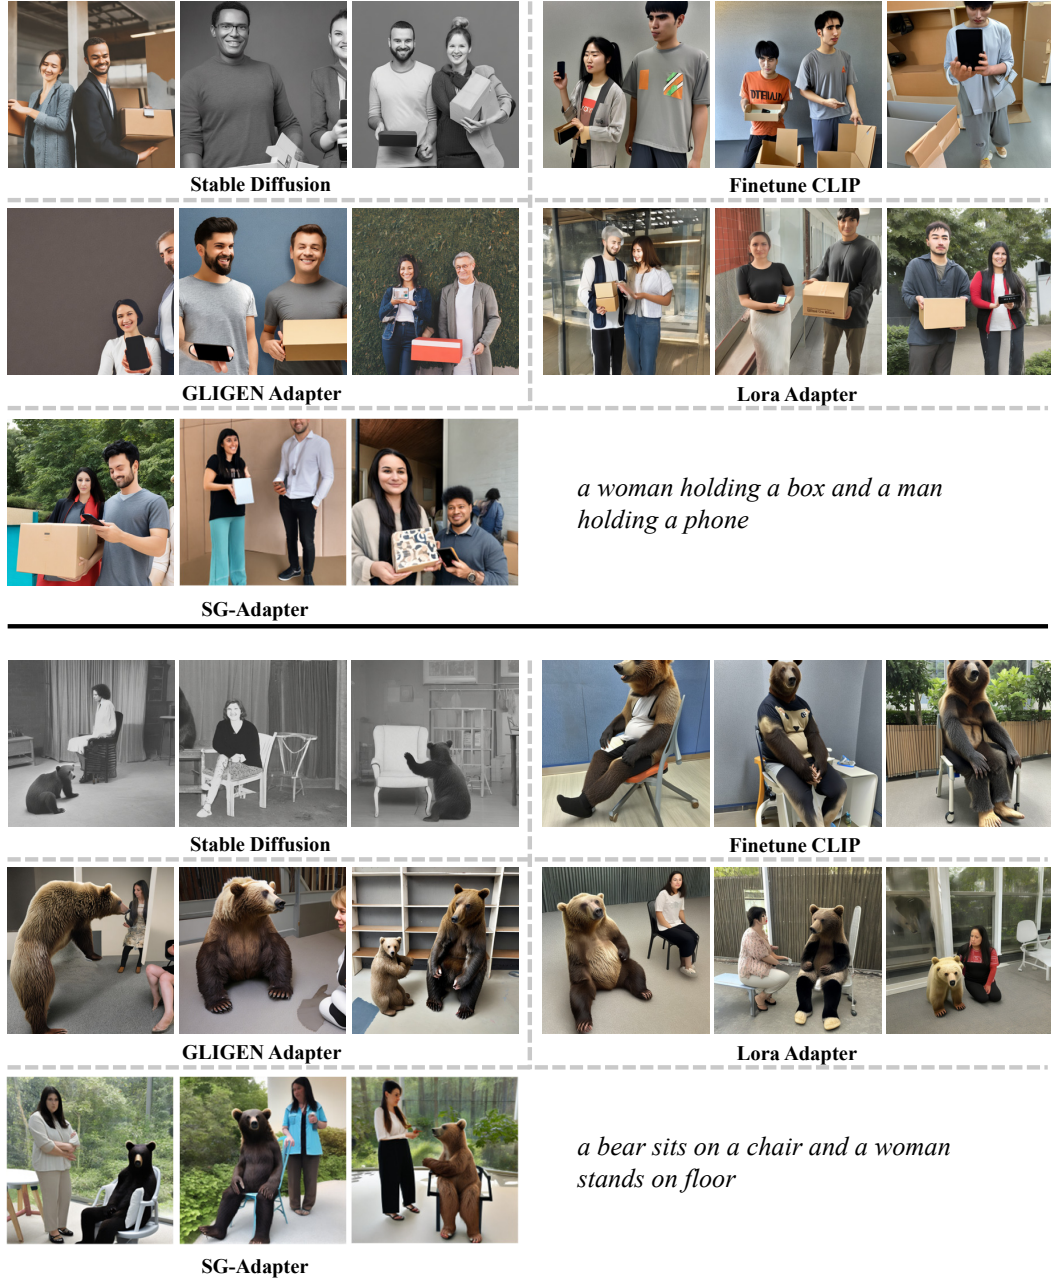 Stable Diffusion
Finetune CLIP
GLIGEN Adapter
Lora Adapter
a woman holding a box and a man
holding a phone
SG-Adapter
Stable Diffusion
Finetune CLIP
GLIGEN Adapter
Lora Adapter
a bear sits on a chair and a woman
stands on floor
SG-Adapter